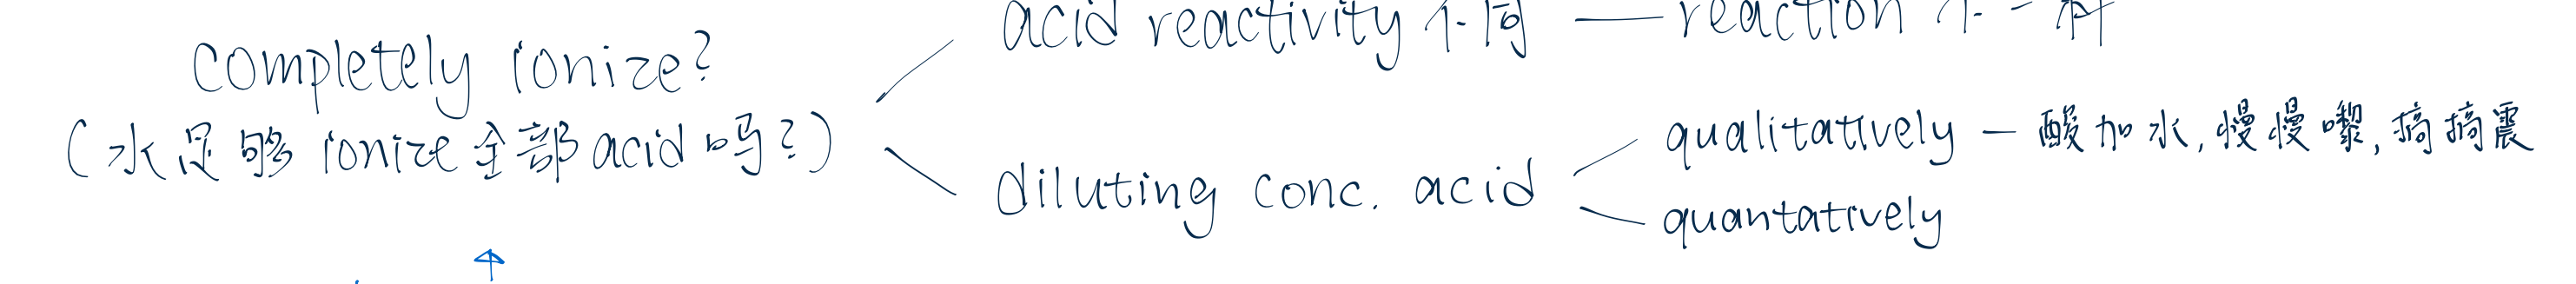 acid reactivity 不同 — reaction 不一样
completely ionize?
(水足够 ionize 全部 acid 吗?)
diluting conc. acid
qualitatively — 酸加水, 慢慢嚟, 搞搞震
quantatively